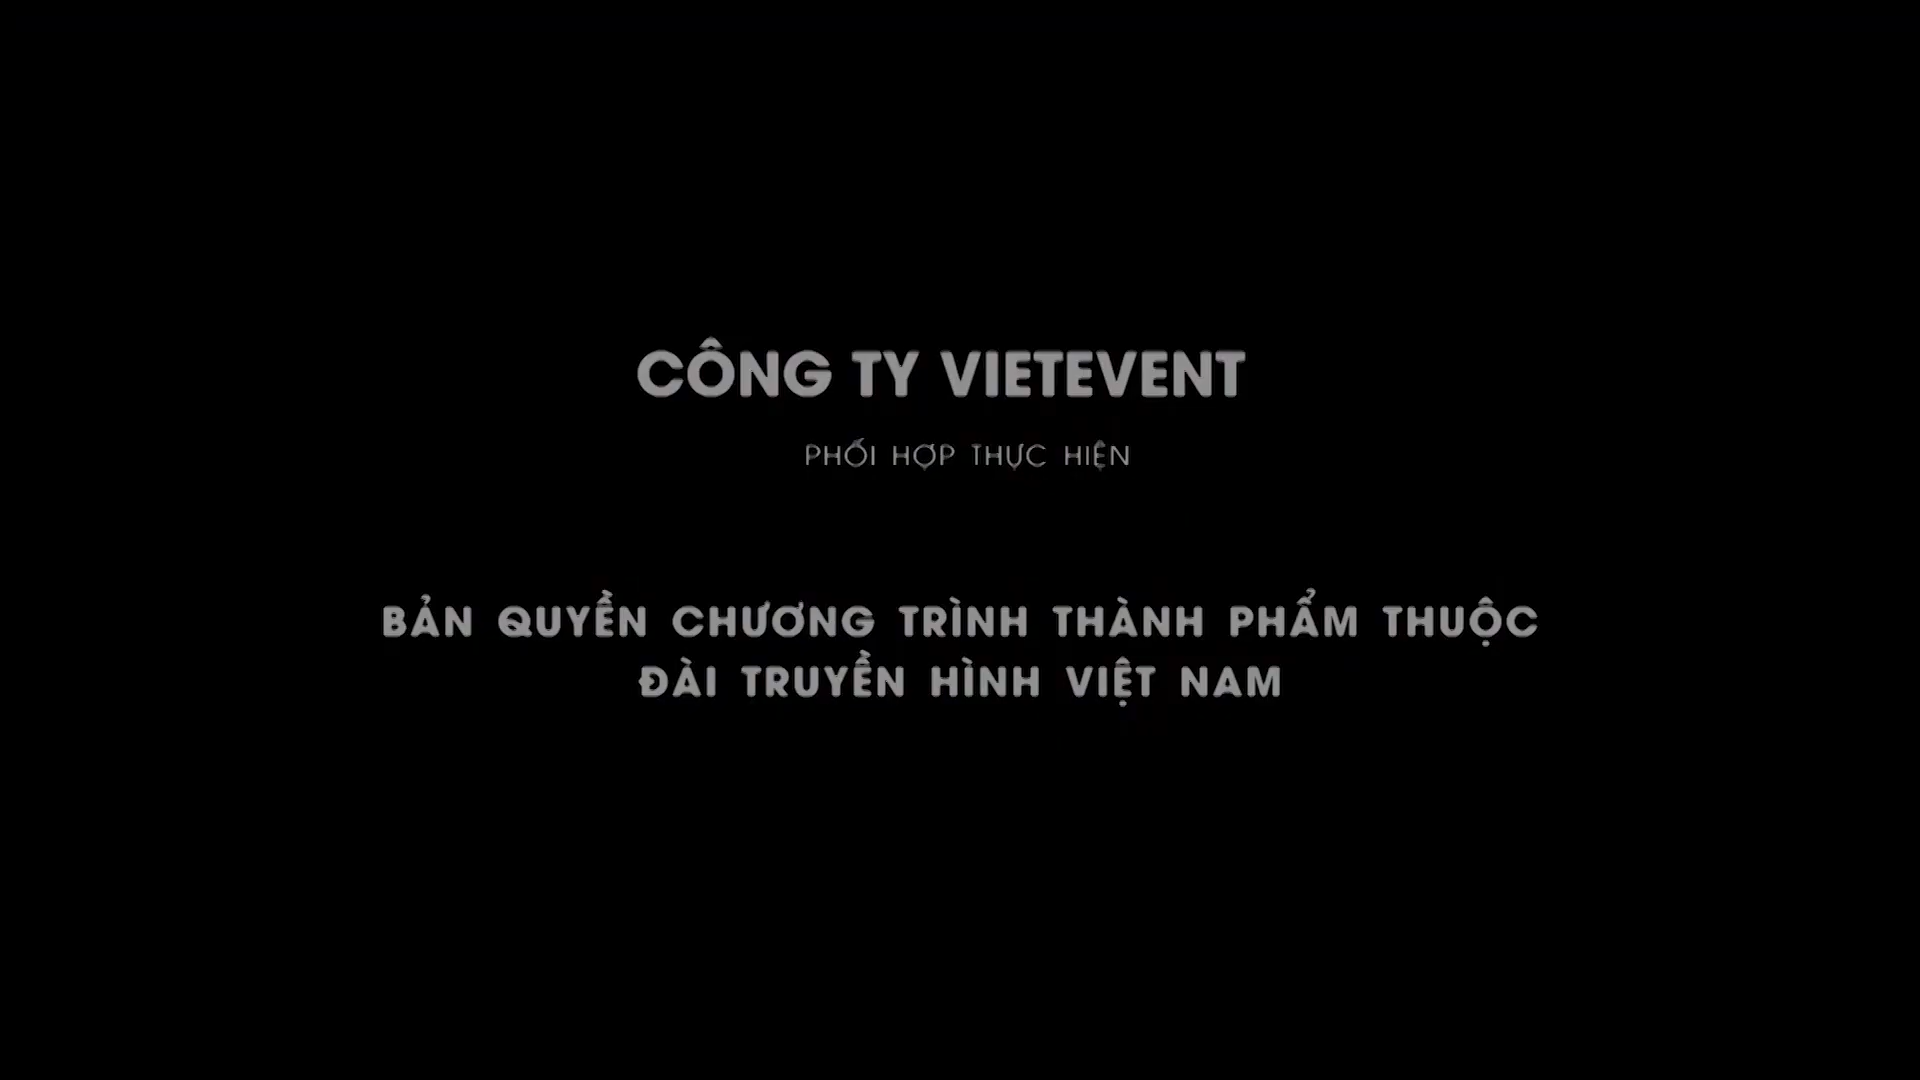 CÔNG TY VIETEVENT
PHỐI HỢP THỰC HIỆN
BẢN QUYỀN CHƯƠNG TRÌNH THÀNH PHẨM THUỘC
ĐÀI TRUYỀN HÌNH VIỆT NAM